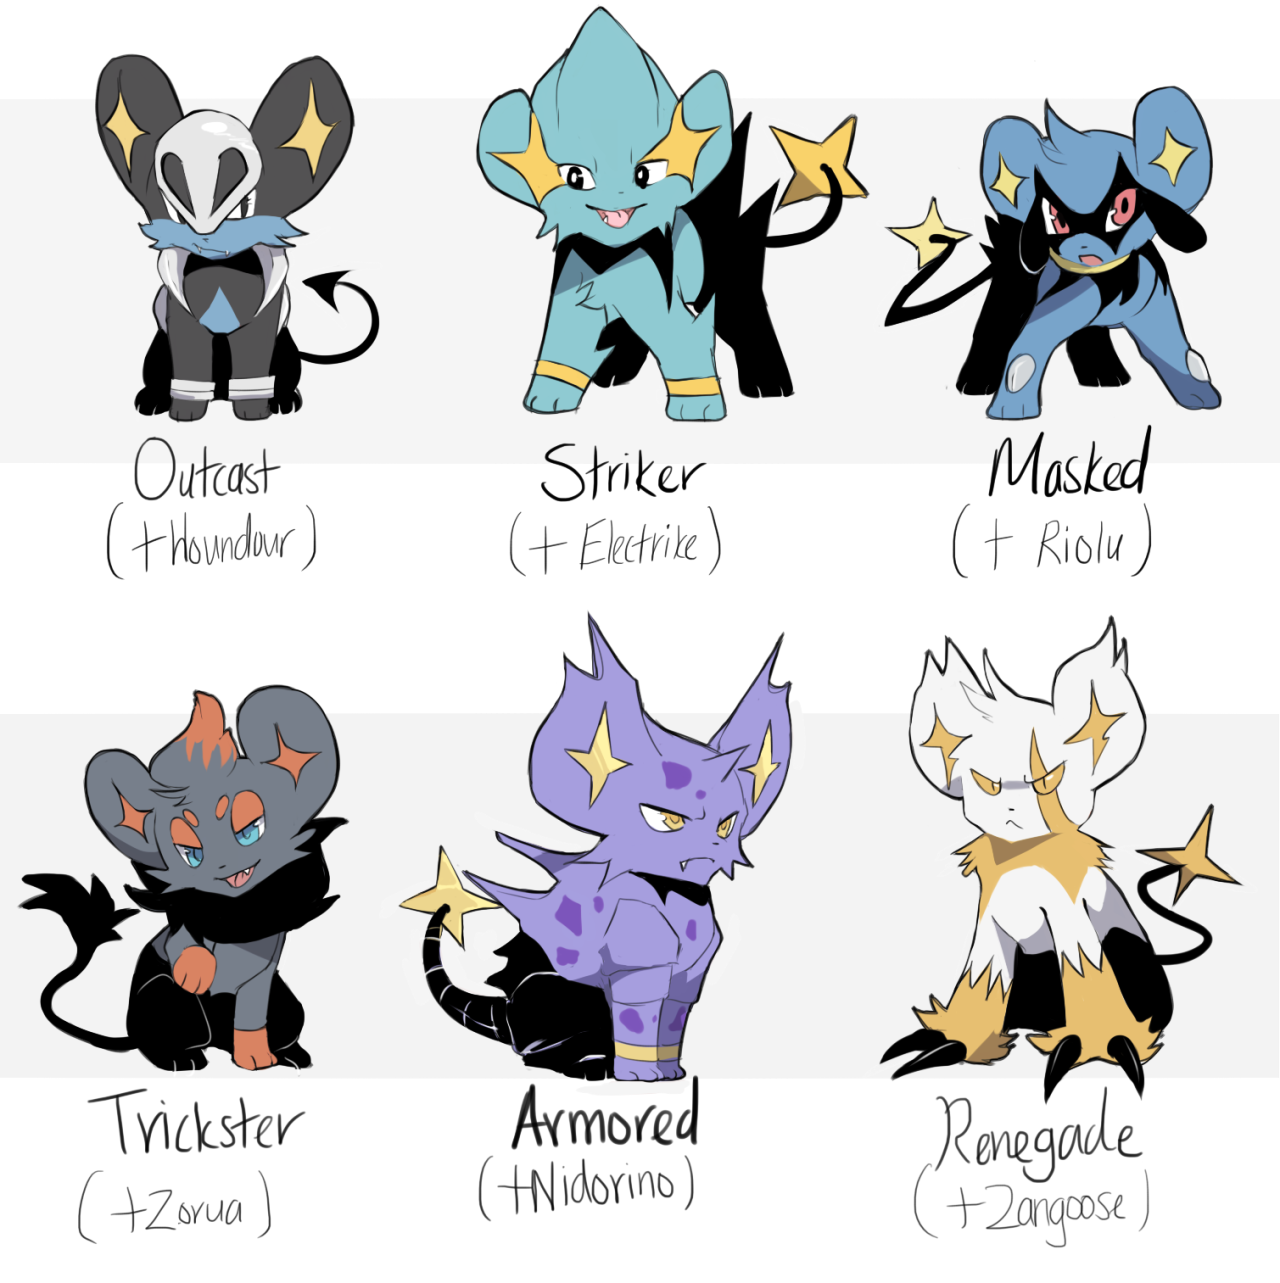 Outcast
(+Houndour)
Striker
(+ Electrike)
Masked
(+ Riolu)
Trickster
(+Zorua)
Armored
(+Nidorino)
Renegade
(+Zangoose)